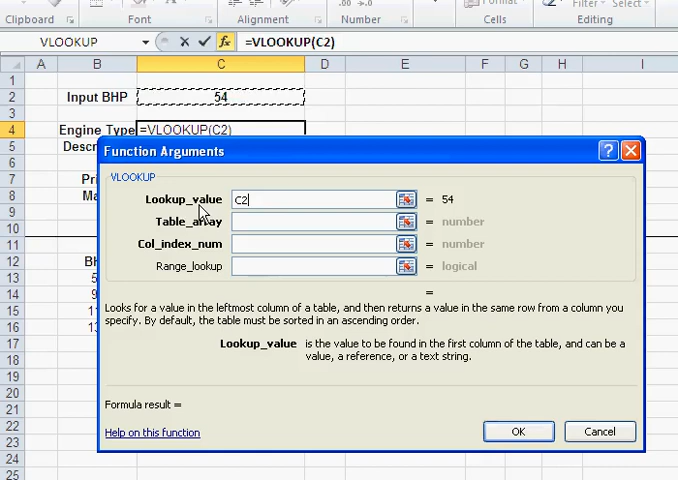 Format Filter Select
Clipboard Font Alignment Number Cells Editing
VLOOKUP =VLOOKUP(C2)
A B C D E F G H I
1
2 Input BHP 54
3
4 Engine Type =VLOOKUP(C2)
5
6
7
8
9
10
11
12
13
14
15
16
17
18
19
20
21
22
23
24
25
Function Arguments
VLOOKUP
Lookup_value C2 = 54
Table_array = number
Col_index_num = number
Range_lookup = logical
=
Looks for a value in the leftmost column of a table, and then returns a value in the same row from a column you
specify. By default, the table must be sorted in an ascending order.
Lookup_value is the value to be found in the first column of the table, and can be a
value, a reference, or a text string.
Formula result =
Help on this function OK Cancel